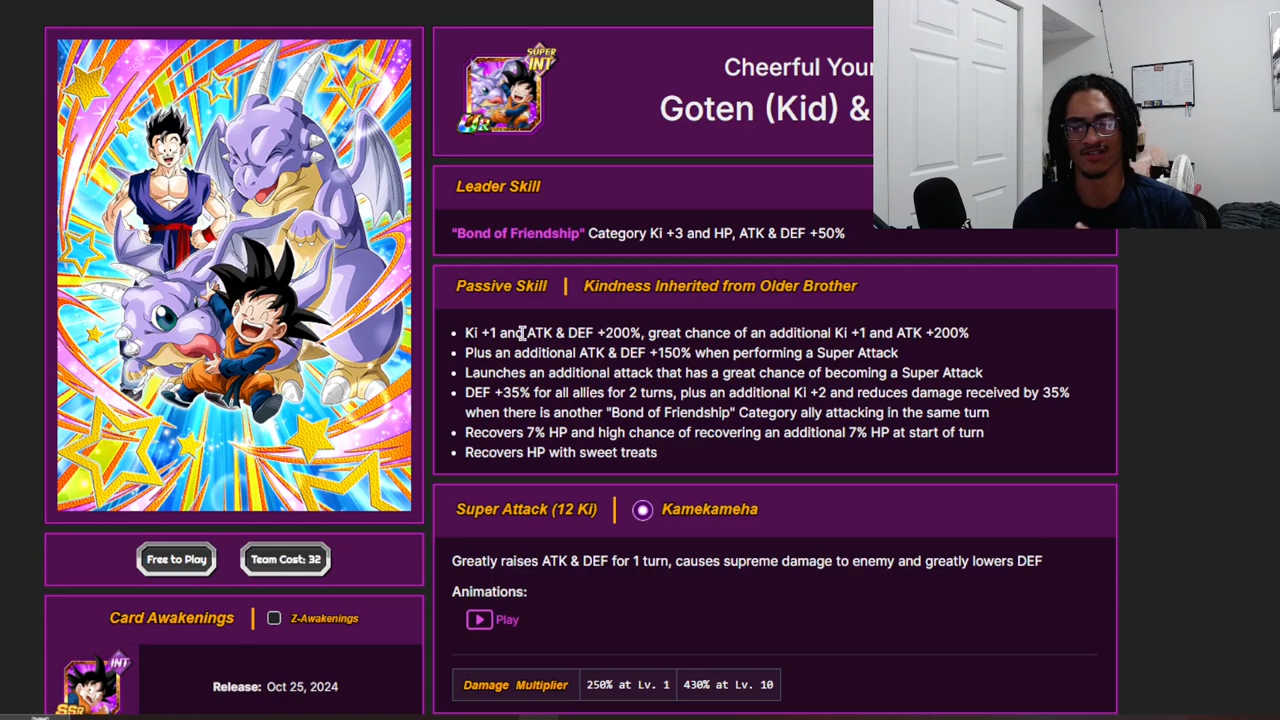 Cheerful You
Goten (Kid) &
SUPER
INT
UR
Leader Skill
"Bond of Friendship" Category Ki +3 and HP, ATK & DEF +50%
Passive Skill | Kindness Inherited from Older Brother
• Ki +1 and ATK & DEF +200%, great chance of an additional Ki +1 and ATK +200%
• Plus an additional ATK & DEF +150% when performing a Super Attack
• Launches an additional attack that has a great chance of becoming a Super Attack
• DEF +35% for all allies for 2 turns, plus an additional Ki +2 and reduces damage received by 35%
when there is another "Bond of Friendship" Category ally attacking in the same turn
• Recovers 7% HP and high chance of recovering an additional 7% HP at start of turn
• Recovers HP with sweet treats
Super Attack (12 Ki) | Kamekameha
Greatly raises ATK & DEF for 1 turn, causes supreme damage to enemy and greatly lowers DEF
Animations:
Play
Damage Multiplier 250% at Lv. 1 430% at Lv. 10
Free to Play Team Cost: 32
Card Awakenings | Z-Awakenings
INT
SSR
Release: Oct 25, 2024